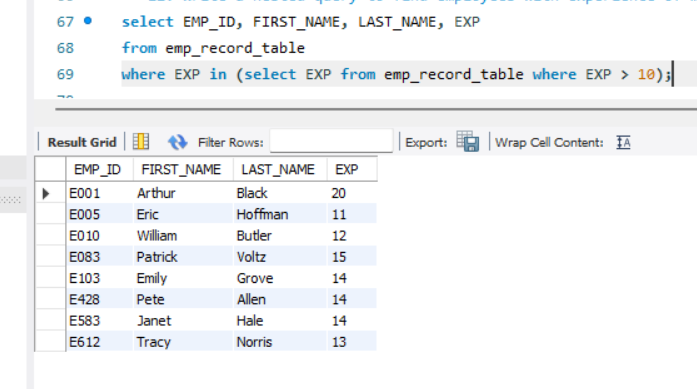 67 select EMP_ID, FIRST_NAME, LAST_NAME, EXP
68 from emp_record_table
69 where EXP in (select EXP from emp_record_table where EXP > 10);
Result Grid Filter Rows: Export: Wrap Cell Content:
EMP_ID FIRST_NAME LAST_NAME EXP
E001 Arthur Black 20
E005 Eric Hoffman 11
E010 William Butler 12
E083 Patrick Voltz 15
E103 Emily Grove 14
E428 Pete Allen 14
E583 Janet Hale 14
E612 Tracy Norris 13